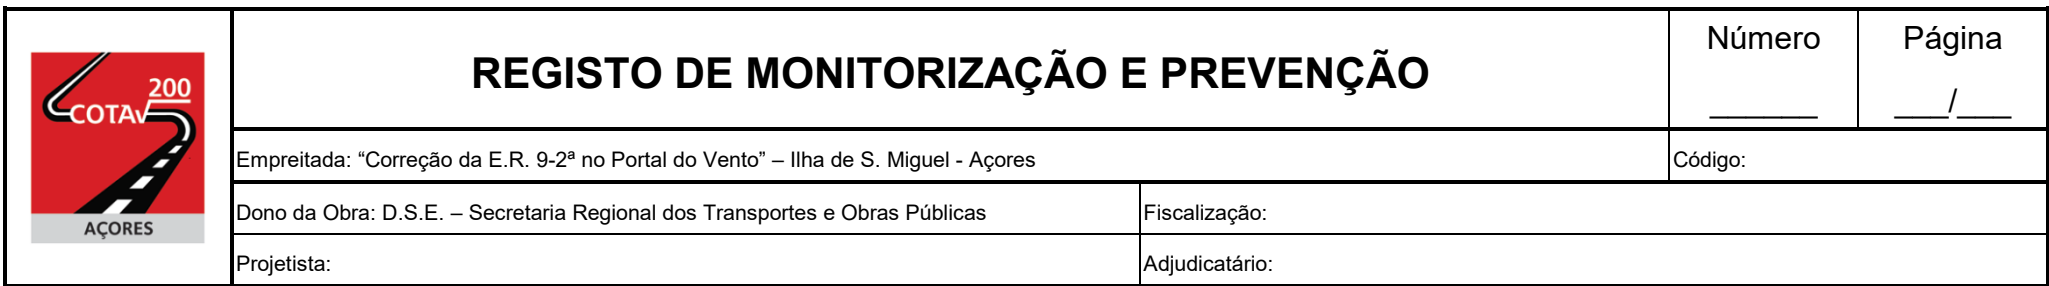 200
COTA√
AÇORES
REGISTO DE MONITORIZAÇÃO E PREVENÇÃO
Número
______
Página
___/___
Empreitada: “Correção da E.R. 9-2ª no Portal do Vento” – Ilha de S. Miguel - Açores
Código:
Dono da Obra: D.S.E. – Secretaria Regional dos Transportes e Obras Públicas
Fiscalização:
Projetista:
Adjudicatário: